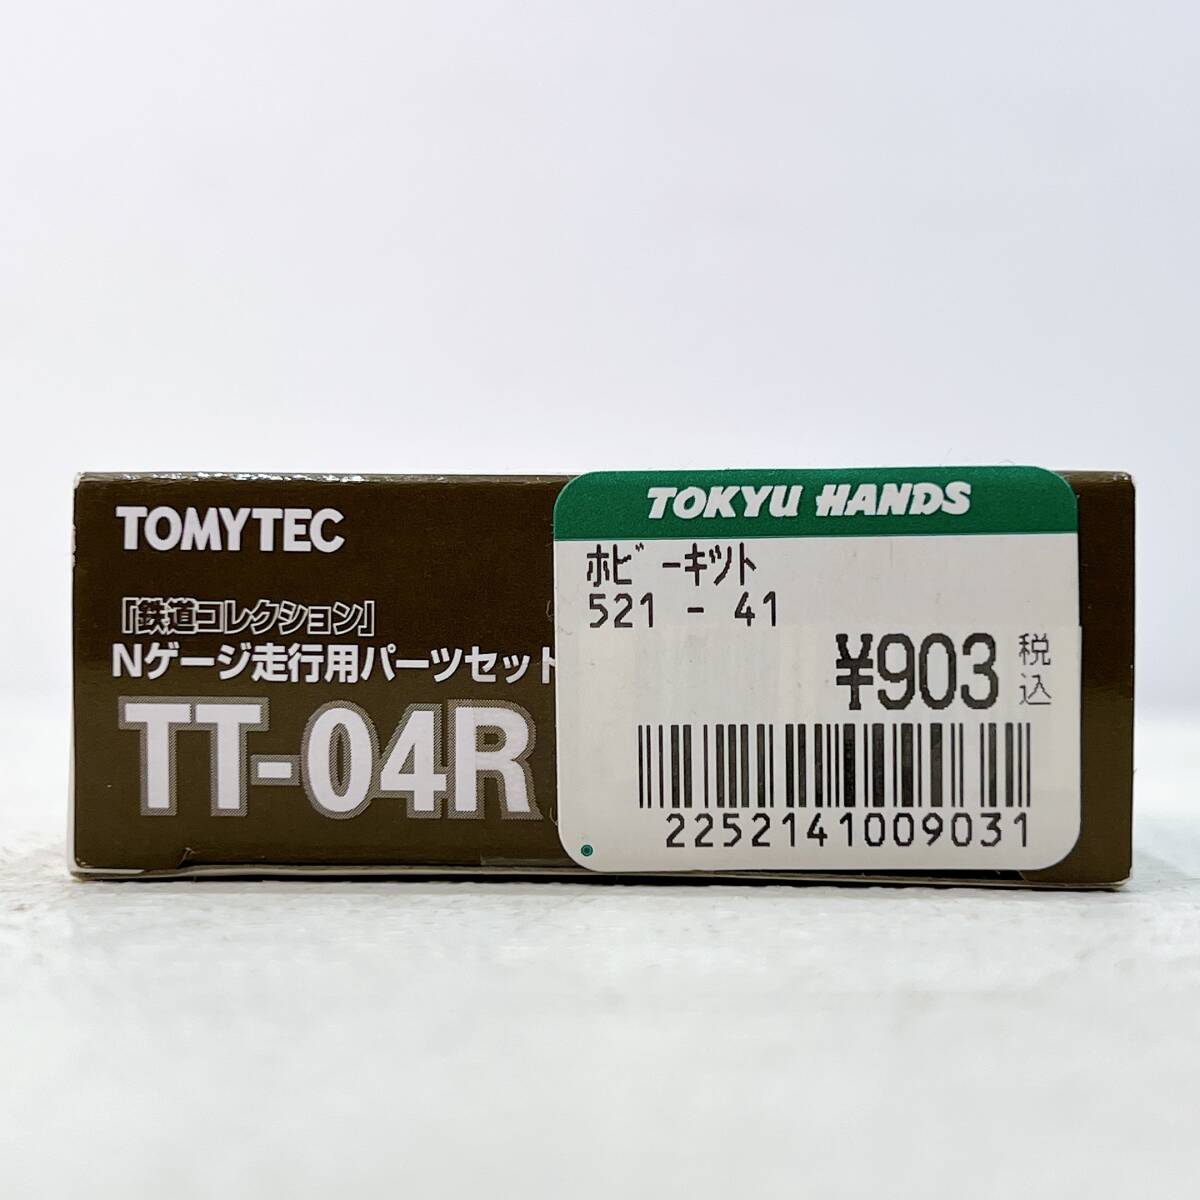 TOMYTEC
「鉄道コレクション」
Nゲージ走行用パーツセット
TT-04R
TOKYU HANDS
ホビーキット
521 - 41
¥903 税込
2252141009031